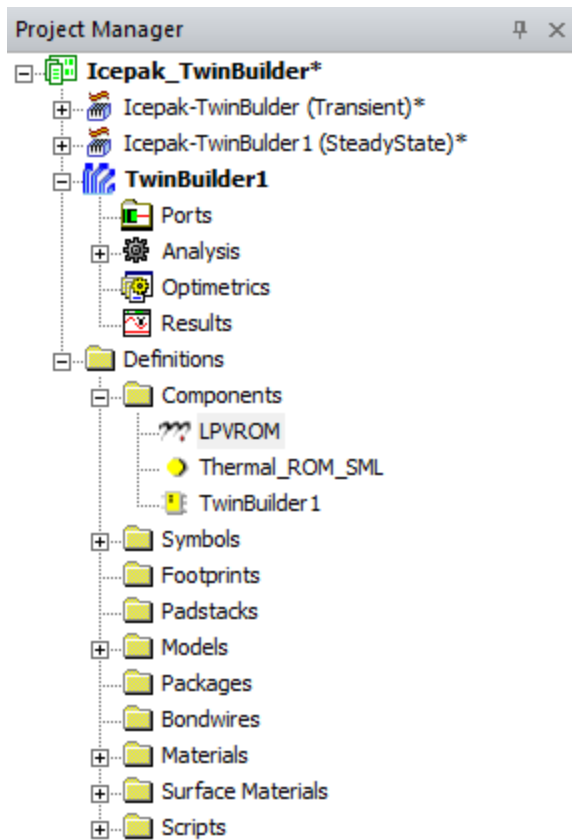 Project Manager
Icepak_TwinBuilder*
Icepak-TwinBulder (Transient)*
Icepak-TwinBulder1 (SteadyState)*
TwinBuilder1
Ports
Analysis
Optimetrics
Results
Definitions
Components
LPVROM
Thermal_ROM_SML
TwinBuilder1
Symbols
Footprints
Padstacks
Models
Packages
Bondwires
Materials
Surface Materials
Scripts